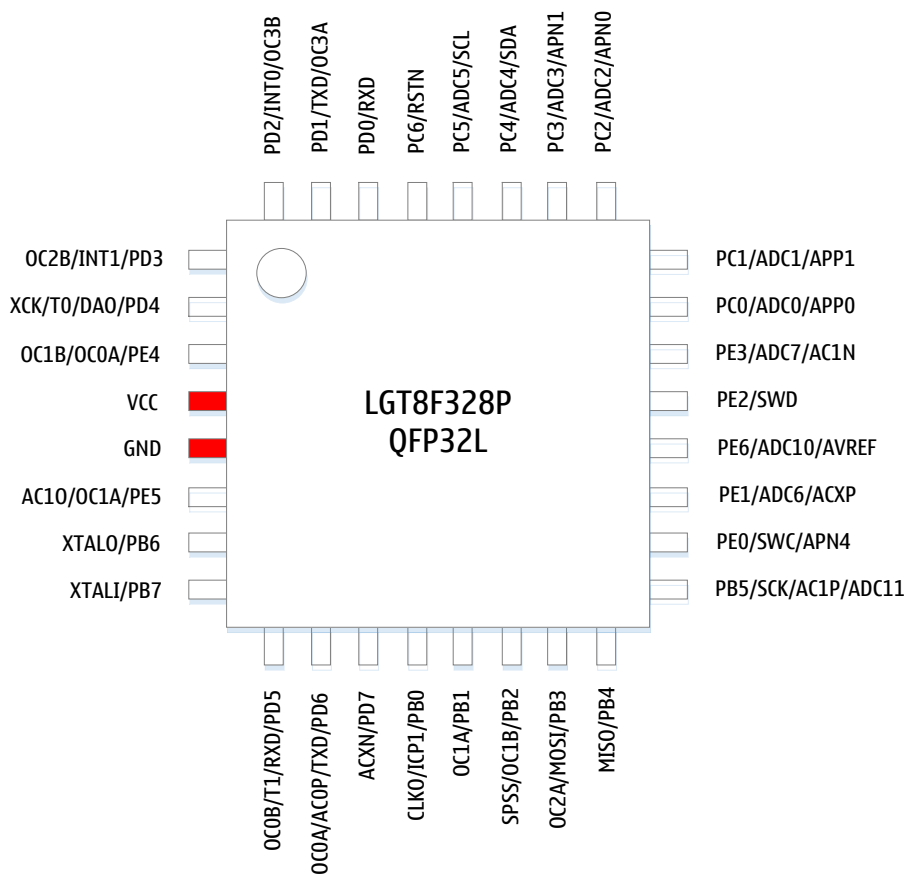 PD2/INT0/OC3B
PD1/TXD/OC3A
PD0/RXD
PC6/RSTN
PC5/ADC5/SCL
PC4/ADC4/SDA
PC3/ADC3/APN1
PC2/ADC2/APN0
OC2B/INT1/PD3
XCK/T0/DAO/PD4
OC1B/OC0A/PE4
VCC
GND
AC1O/OC1A/PE5
XTALO/PB6
XTALI/PB7
LGT8F328P
QFP32L
PC1/ADC1/APP1
PC0/ADC0/APP0
PE3/ADC7/AC1N
PE2/SWD
PE6/ADC10/AVREF
PE1/ADC6/ACXP
PE0/SWC/APN4
PB5/SCK/AC1P/ADC11
OC0B/T1/RXD/PD5
OC0A/AC0P/TXD/PD6
ACXN/PD7
CLKO/ICP1/PB0
OC1A/PB1
SPSS/OC1B/PB2
OC2A/MOSI/PB3
MISO/PB4